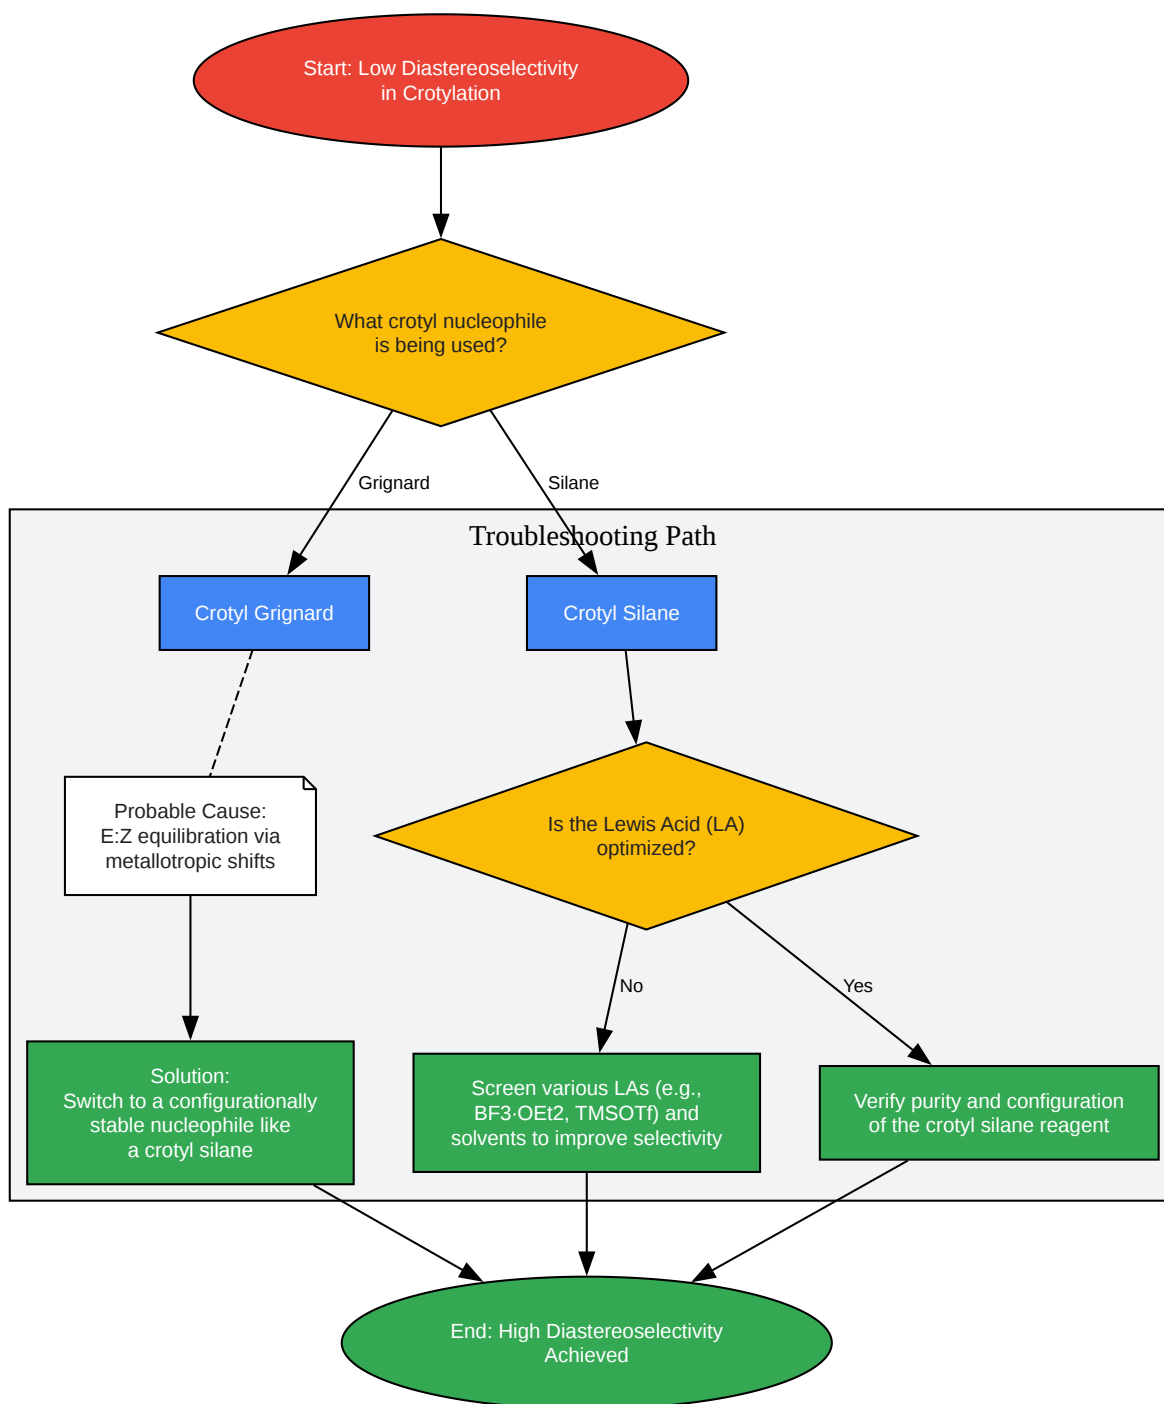 Start: Low Diastereoselectivity
in Crotylation
What crotyl nucleophile
is being used?
Grignard
Silane
Troubleshooting Path
Crotyl Grignard
Crotyl Silane
Probable Cause:
E:Z equilibration via
metallotropic shifts
Is the Lewis Acid (LA)
optimized?
No
Yes
Solution:
Switch to a configurationally
stable nucleophile like
a crotyl silane
Screen various LAs (e.g.,
BF3·OEt2, TMSOTf) and
solvents to improve selectivity
Verify purity and configuration
of the crotyl silane reagent
End: High Diastereoselectivity
Achieved